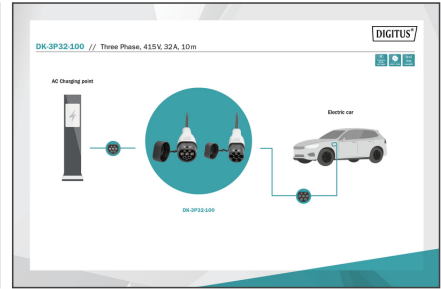 DIGITUS®
DK-3P32-100 // Three Phase, 415V, 32A, 10m
AC Charging point
Electric car
DK-3P32-100